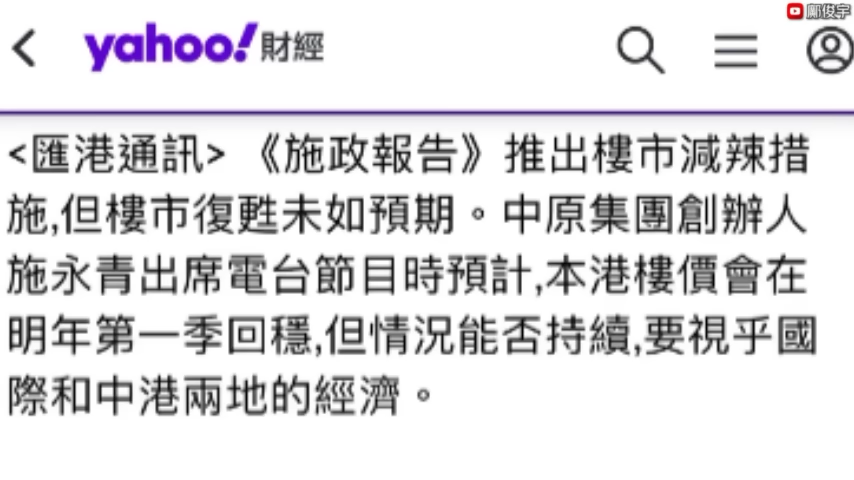 鄺俊宇
yahoo!財經
<匯港通訊> 《施政報告》推出樓市減辣措
施,但樓市復甦未如預期。中原集團創辦人
施永青出席電台節目時預計,本港樓價會在
明年第一季回穩,但情況能否持續,要視乎國
際和中港兩地的經濟。